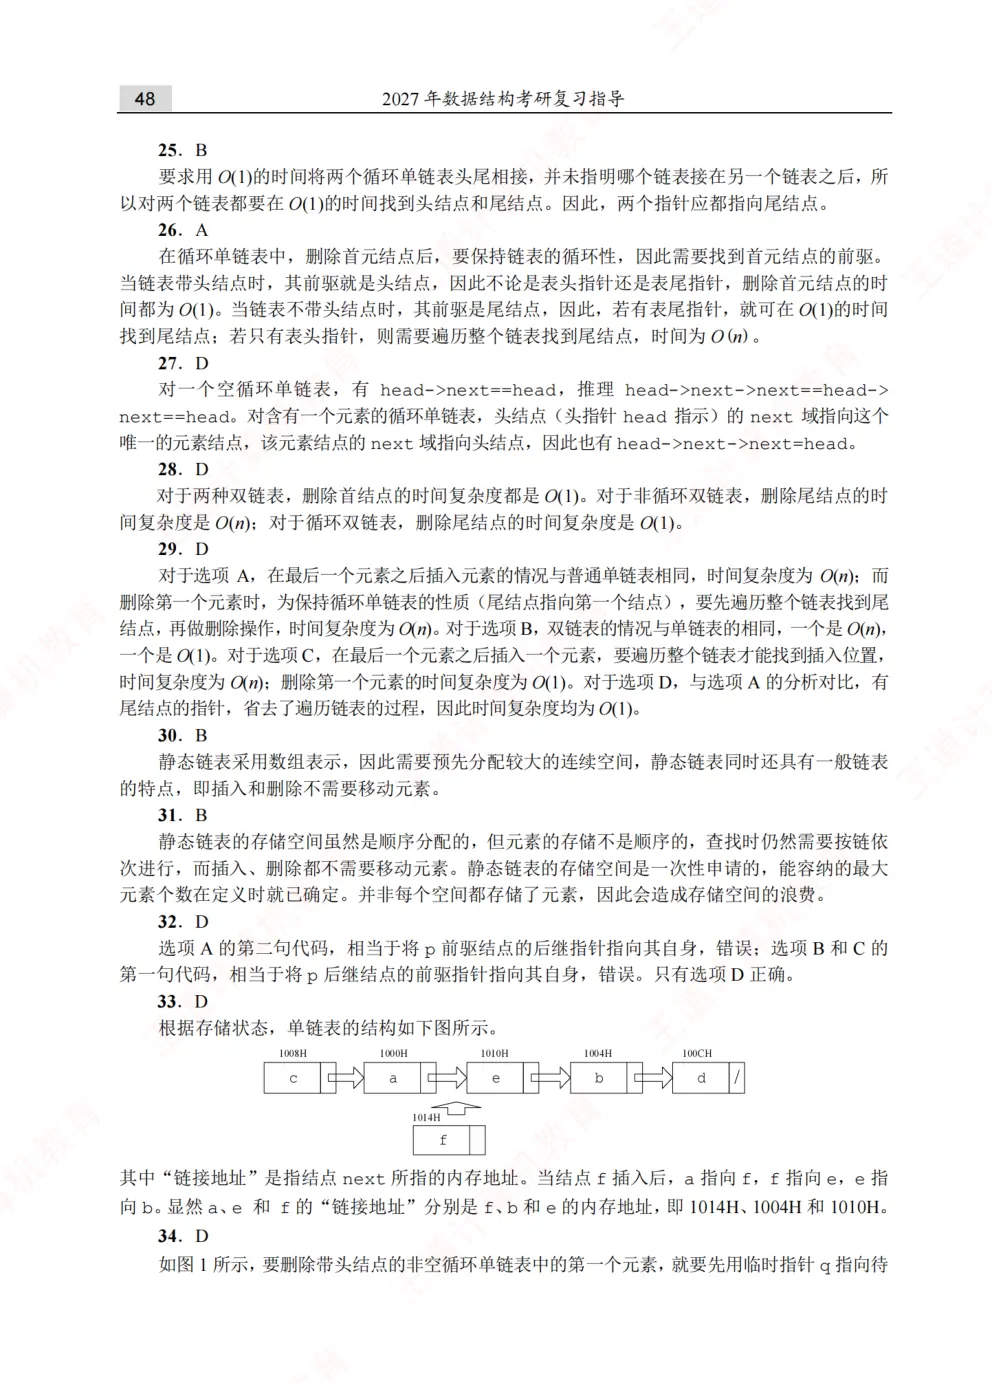 48
2027 年数据结构考研复习指导
25．B
要求用 O(1)的时间将两个循环单链表头尾相接，并未指明哪个链表接在另一个链表之后，所
以对两个链表都要在 O(1)的时间找到头结点和尾结点。因此，两个指针应都指向尾结点。
26．A
在循环单链表中，删除首元结点后，要保持链表的循环性，因此需要找到首元结点的前驱。
当链表带头结点时，其前驱就是头结点，因此不论是表头指针还是表尾指针，删除首元结点的时
间都为 O(1)。当链表不带头结点时，其前驱是尾结点，因此，若有表尾指针，就可在 O(1)的时间
找到尾结点；若只有表头指针，则需要遍历整个链表找到尾结点，时间为 O(n)。
27．D
对一个空循环单链表，有 head->next==head，推理 head->next->next==head->
next==head。对含有一个元素的循环单链表，头结点（头指针 head 指示）的 next 域指向这个
唯一的元素结点，该元素结点的 next 域指向头结点，因此也有 head->next->next=head。
28．D
对于两种双链表，删除首结点的时间复杂度都是 O(1)。对于非循环双链表，删除尾结点的时
间复杂度是 O(n)；对于循环双链表，删除尾结点的时间复杂度是 O(1)。
29．D
对于选项 A，在最后一个元素之后插入元素的情况与普通单链表相同，时间复杂度为 O(n)；而
删除第一个元素时，为保持循环单链表的性质（尾结点指向第一个结点），要先遍历整个链表找到尾
结点，再做删除操作，时间复杂度为 O(n)。对于选项 B，双链表的情况与单链表的相同，一个是 O(n)，
一个是 O(1)。对于选项 C，在最后一个元素之后插入一个元素，要遍历整个链表才能找到插入位置，
时间复杂度为 O(n)；删除第一个元素的时间复杂度为 O(1)。对于选项 D，与选项 A 的分析对比，有
尾结点的指针，省去了遍历链表的过程，因此时间复杂度均为 O(1)。
30．B
静态链表采用数组表示，因此需要预先分配较大的连续空间，静态链表同时还具有一般链表
的特点，即插入和删除不需要移动元素。
31．B
静态链表的存储空间虽然是顺序分配的，但元素的存储不是顺序的，查找时仍然需要按链依
次进行，而插入、删除都不需要移动元素。静态链表的存储空间是一次性申请的，能容纳的最大
元素个数在定义时就已确定。并非每个空间都存储了元素，因此会造成存储空间的浪费。
32．D
选项 A 的第二句代码，相当于将 p 前驱结点的后继指针指向其自身，错误；选项 B 和 C 的
第一句代码，相当于将 p 后继结点的前驱指针指向其自身，错误。只有选项 D 正确。
33．D
根据存储状态，单链表的结构如下图所示。
1008H 1000H 1010H 1004H 100CH
c a e b d /
1014H
f
其中“链接地址”是指结点 next 所指的内存地址。当结点 f 插入后，a 指向 f，f 指向 e，e 指
向 b。显然 a、e 和 f 的“链接地址”分别是 f、b 和 e 的内存地址，即 1014H、1004H 和 1010H。
34．D
如图 1 所示，要删除带头结点的非空循环单链表中的第一个元素，就要先用临时指针 q 指向待